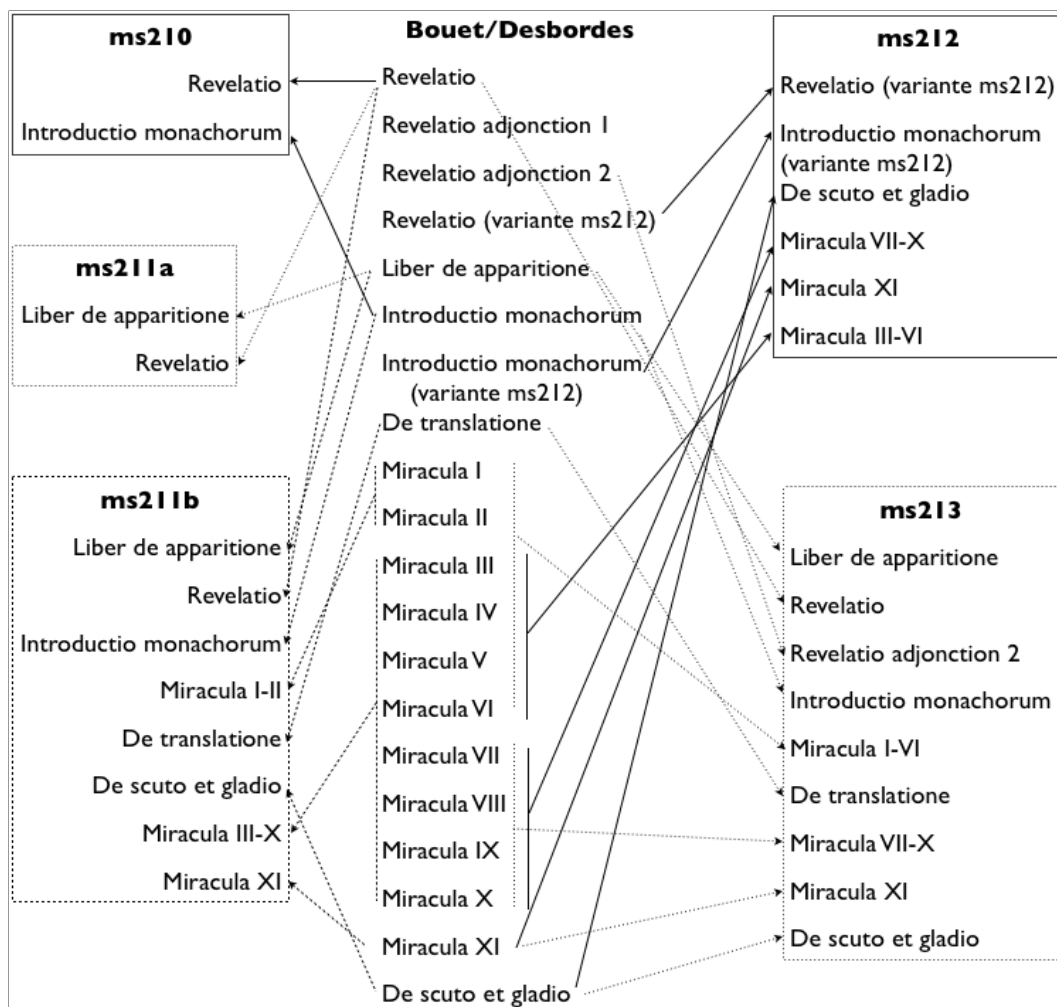 ms210
Revelatio
Introductio monachorum
ms211a
Liber de apparitione
Revelatio
ms211b
Liber de apparitione
Revelatio
Introductio monachorum
Miracula I-II
De translatione
De scuto et gladio
Miracula III-X
Miracula XI
Bouet/Desbordes
Revelatio
Revelatio adjonction 1
Revelatio adjonction 2
Revelatio (variante ms212)
Liber de apparitione
Introductio monachorum
Introductio monachorum
(variante ms212)
De translatione
Miracula I
Miracula II
Miracula III
Miracula IV
Miracula V
Miracula VI
Miracula VII
Miracula VIII
Miracula IX
Miracula X
Miracula XI
De scuto et gladio
ms212
Revelatio (variante ms212)
Introductio monachorum
(variante ms212)
De scuto et gladio
Miracula VII-X
Miracula XI
Miracula III-VI
ms213
Liber de apparitione
Revelatio
Revelatio adjonction 2
Introductio monachorum
Miracula I-VI
De translatione
Miracula VII-X
Miracula XI
De scuto et gladio